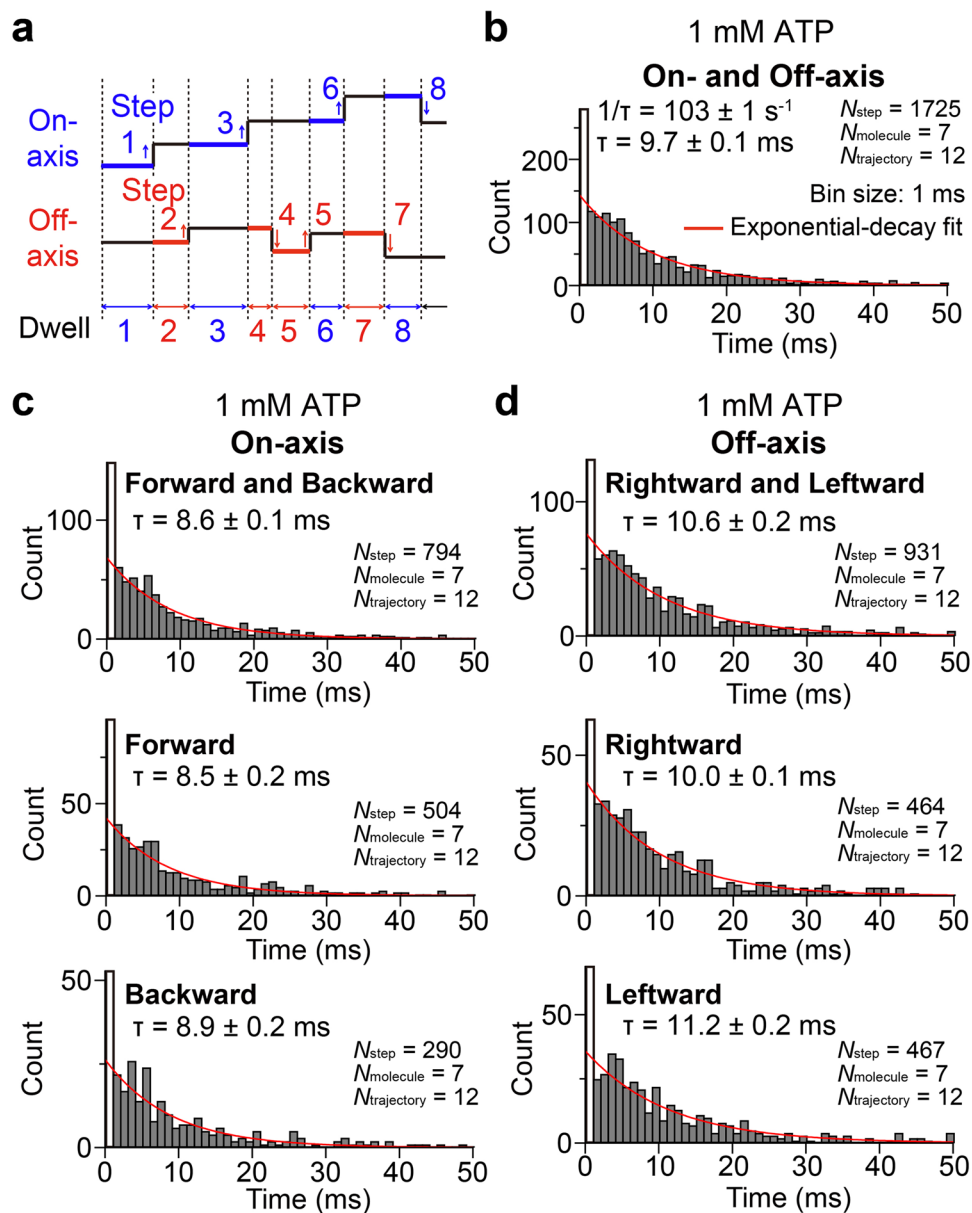 a
On-
axis
Step
1
3
6
8
Off-
axis
Step
2
4
5
7
Dwell
1 2 3 4 5 6 7 8
b
1 mM ATP
On- and Off-axis
1/τ = 103 ± 1 s⁻¹
τ = 9.7 ± 0.1 ms
Nstep = 1725
Nmolecule = 7
Ntrajectory = 12
Bin size: 1 ms
Exponential-decay fit
Count
200
100
0
0 10 20 30 40 50
Time (ms)
c
1 mM ATP
On-axis
Forward and Backward
τ = 8.6 ± 0.1 ms
Nstep = 794
Nmolecule = 7
Ntrajectory = 12
Count
100
0
0 10 20 30 40 50
Time (ms)
Forward
τ = 8.5 ± 0.2 ms
Nstep = 504
Nmolecule = 7
Ntrajectory = 12
Count
50
0
0 10 20 30 40 50
Time (ms)
Backward
τ = 8.9 ± 0.2 ms
Nstep = 290
Nmolecule = 7
Ntrajectory = 12
Count
50
0
0 10 20 30 40 50
Time (ms)
d
1 mM ATP
Off-axis
Rightward and Leftward
τ = 10.6 ± 0.2 ms
Nstep = 931
Nmolecule = 7
Ntrajectory = 12
Count
100
0
0 10 20 30 40 50
Time (ms)
Rightward
τ = 10.0 ± 0.1 ms
Nstep = 464
Nmolecule = 7
Ntrajectory = 12
Count
50
0
0 10 20 30 40 50
Time (ms)
Leftward
τ = 11.2 ± 0.2 ms
Nstep = 467
Nmolecule = 7
Ntrajectory = 12
Count
50
0
0 10 20 30 40 50
Time (ms)